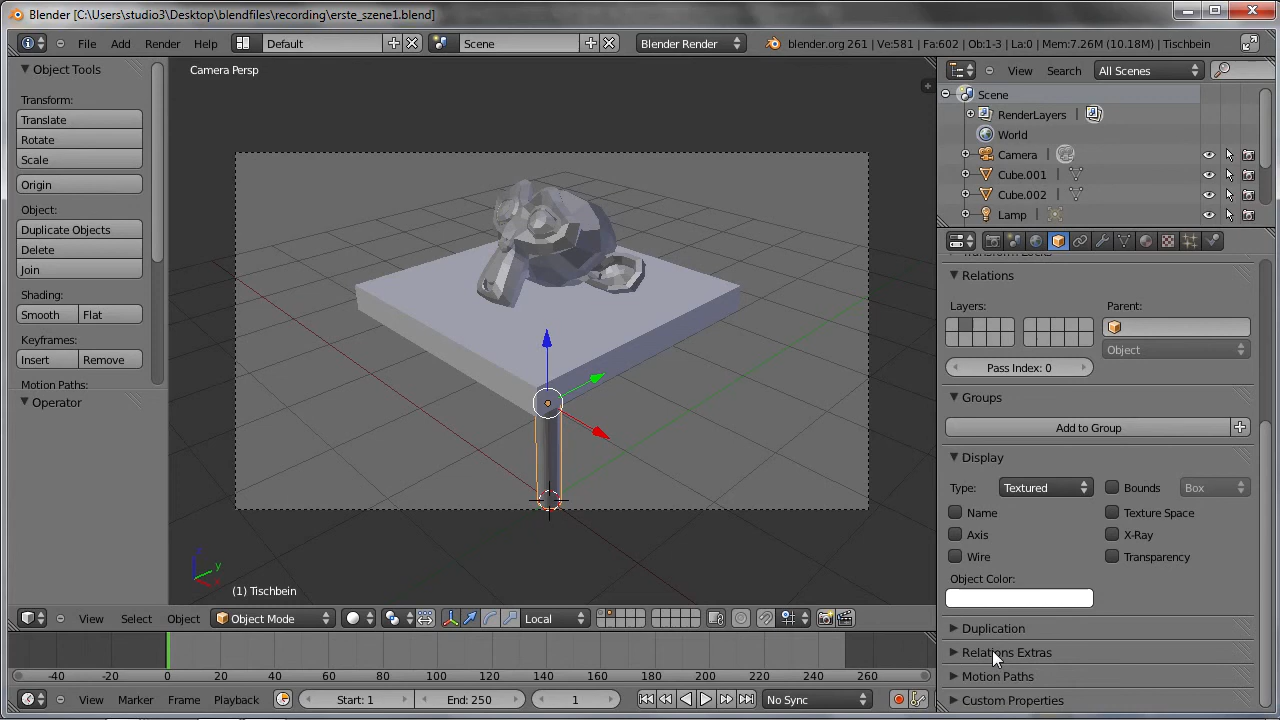 Blender [C:\Users\studio3\Desktop\blendfiles\recording\erste_szene1.blend]
File Add Render Help Default Scene Blender Render blender.org 261 | Ve:581 | Fa:602 | Ob:1-3 | La:0 | Mem:7.26M (10.18M) | Tischbein
Object Tools
Transform:
Translate
Rotate
Scale
Origin
Object:
Duplicate Objects
Delete
Join
Shading:
Smooth Flat
Keyframes:
Insert Remove
Motion Paths:
Operator
Camera Persp
z
y
x
(1) Tischbein
View Select Object Object Mode Local
-40 -20 0 20 40 60 80 100 120 140 160 180 200 220 240 260
View Marker Frame Playback Start: 1 End: 250 1 No Sync
View Search All Scenes
Scene
RenderLayers |
World
Camera |
Cube.001 |
Cube.002 |
Lamp |
Relations
Layers: Parent:
Object
Pass Index: 0
Groups
Add to Group
Display
Type: Textured Bounds Box
Name Texture Space
Axis X-Ray
Wire Transparency
Object Color:
Duplication
Relations Extras
Motion Paths
Custom Properties